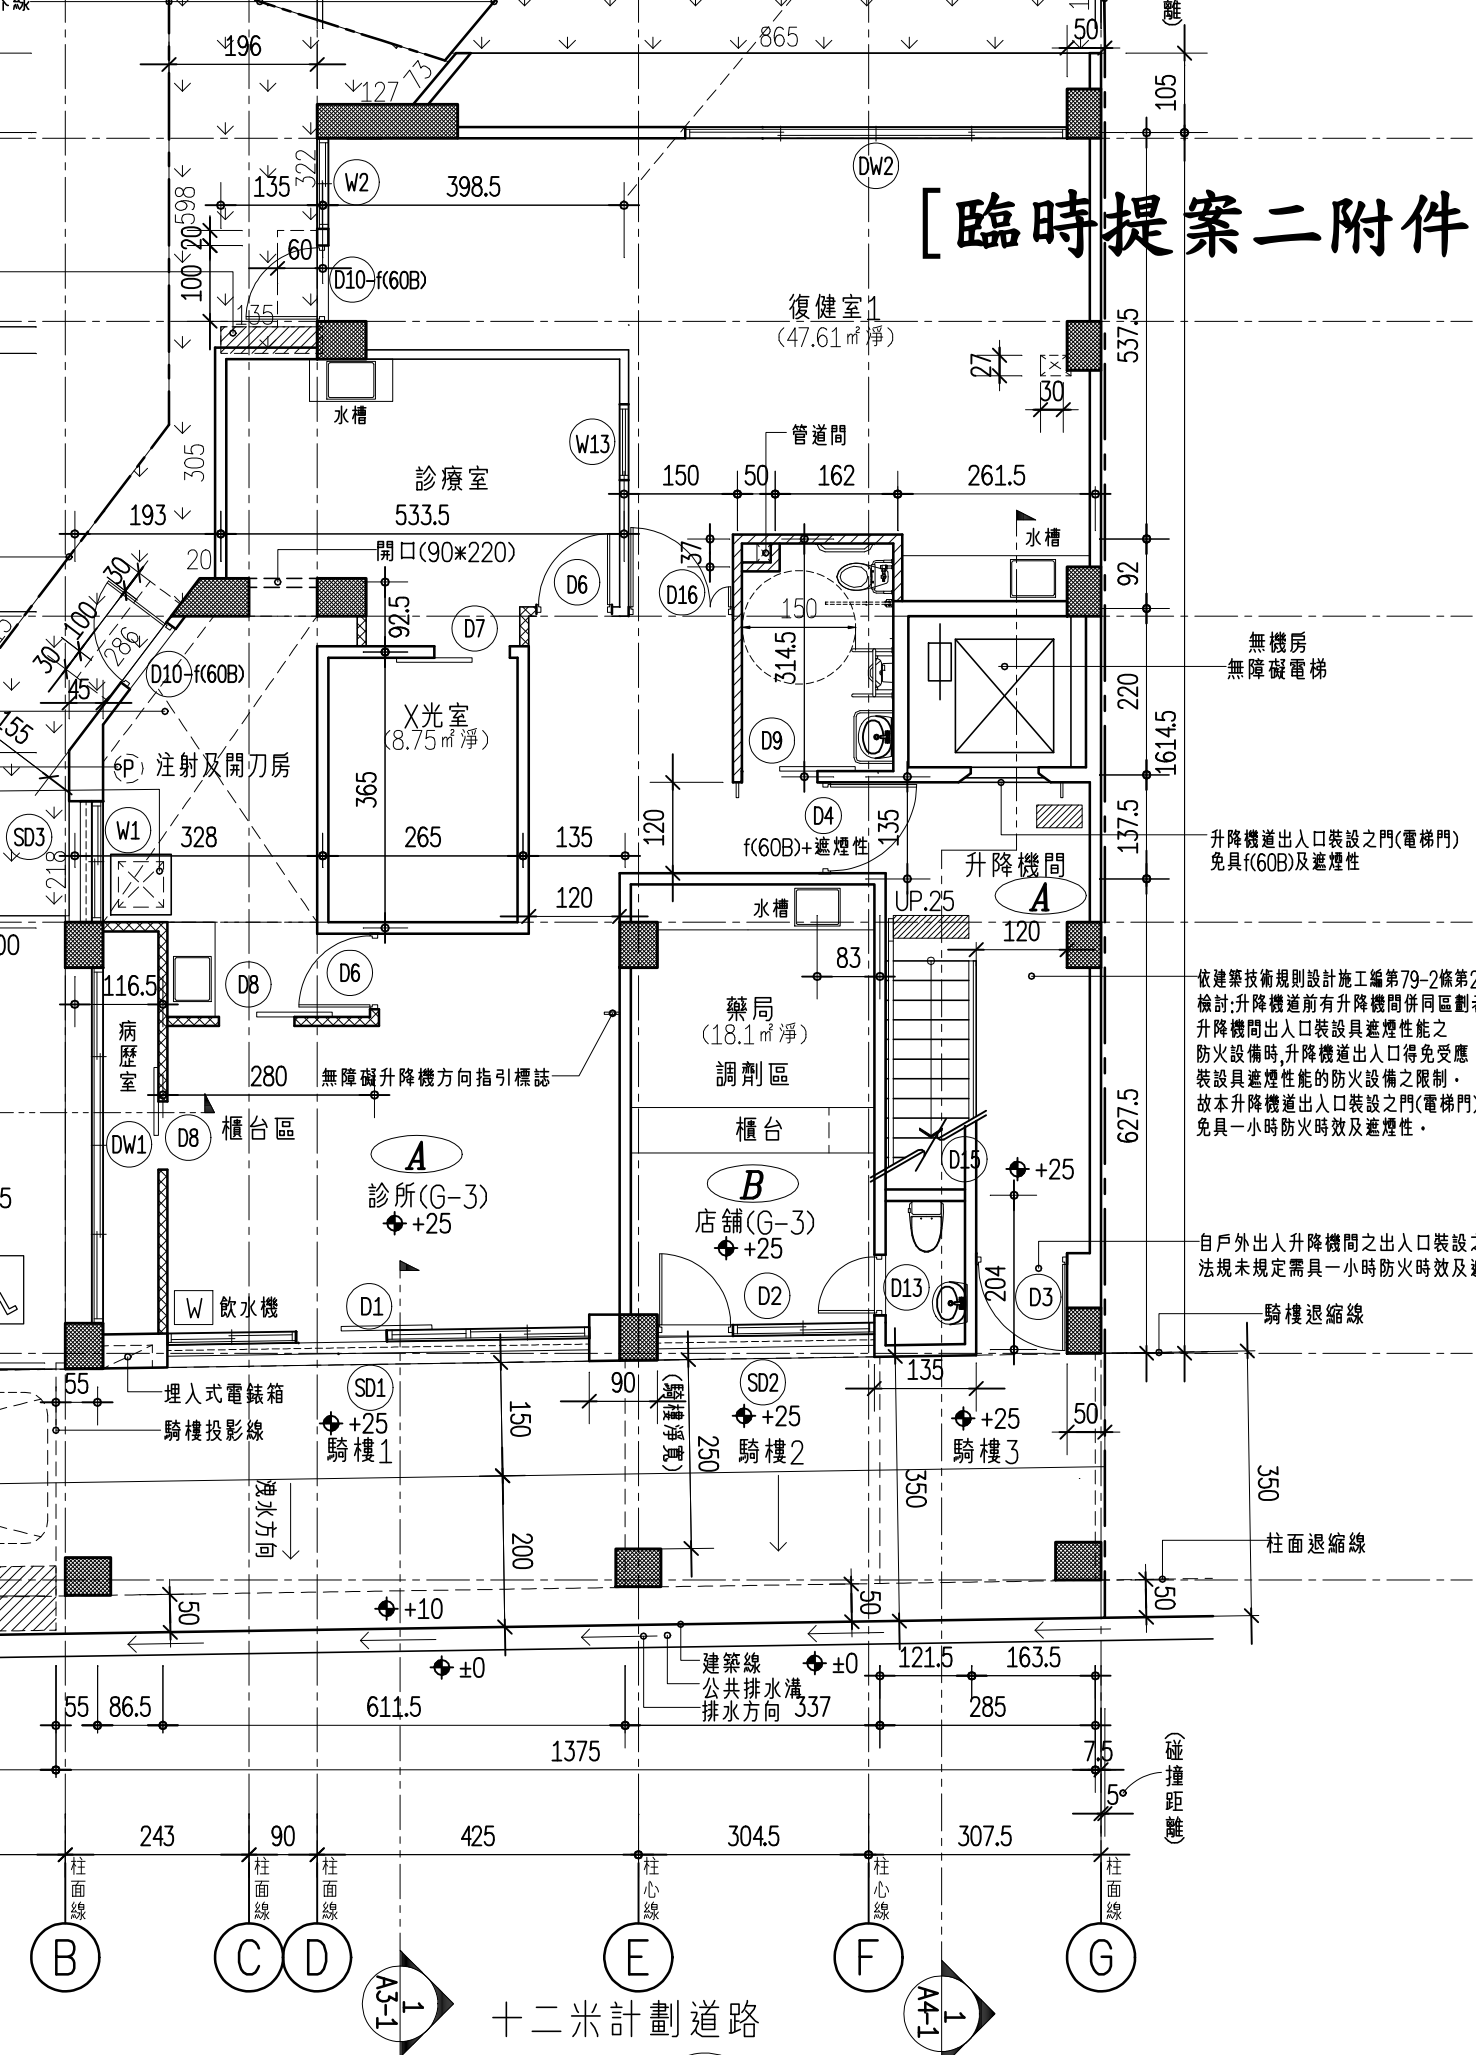 196
865
50
離)
73
127
105
322
W2
135
398.5
DW2
[臨時提案二附件
598
20
60
100
D10-f(60B)
135
復健室1
(47.61㎡淨)
537.5
27
30
水槽
W13
管道間
305
診療室
150
50
162
261.5
193
533.5
水槽
開口(90*220)
20
30
37
D6
D16
92
100
92.5
150
D7
286
30
314.5
無機房
無障礙電梯
D10-f(60B)
45
220
155
X光室
(8.75㎡淨)
D9
1614.5
P
注射及開刀房
365
SD3
W1
328
265
135
120
D4
135
f(60B)+遮煙性
137.5
升降機道出入口裝設之門(電梯門)
免具f(60B)及遮煙性
218
升降機間
A
120
水槽
UP.25
120
116.5
D8
D6
83
依建築技術規則設計施工編第79-2條第2
檢討:升降機道前有升降機間併同區劃
升降機間出入口裝設具遮煙性能之
防火設備時,升降機道出入口得免受應
裝設具遮煙性能的防火設備之限制。
故本升降機道出入口裝設之門(電梯門)
免具一小時防火時效及遮煙性。
病歷室
藥局
(18.1㎡淨)
調劑區
280
無障礙升降機方向指引標誌
627.5
DW1
D8
櫃台區
櫃台
A
D15
+25
診所(G-3)
+25
B
店舖(G-3)
+25
204
自戶外出入升降機間之出入口裝設
法規未規定需具一小時防火時效及
W
飲水機
D1
D2
D13
D3
騎樓退縮線
55
埋入式電錶箱
SD1
90
(騎樓淨寬)
SD2
135
騎樓投影線
+25
騎樓1
150
250
+25
騎樓2
+25
騎樓3
50
350
350
洩水方向
200
柱面退縮線
50
+10
50
50
±0
建築線
公共排水溝
排水方向
±0
121.5
163.5
55
86.5
611.5
337
285
1375
7.5
5
(碰撞距離)
243
90
425
304.5
307.5
柱面線
柱面線
柱面線
柱心線
柱心線
柱面線
B
C
D
E
F
G
1
A3-1
十二米計劃道路
1
A4-1